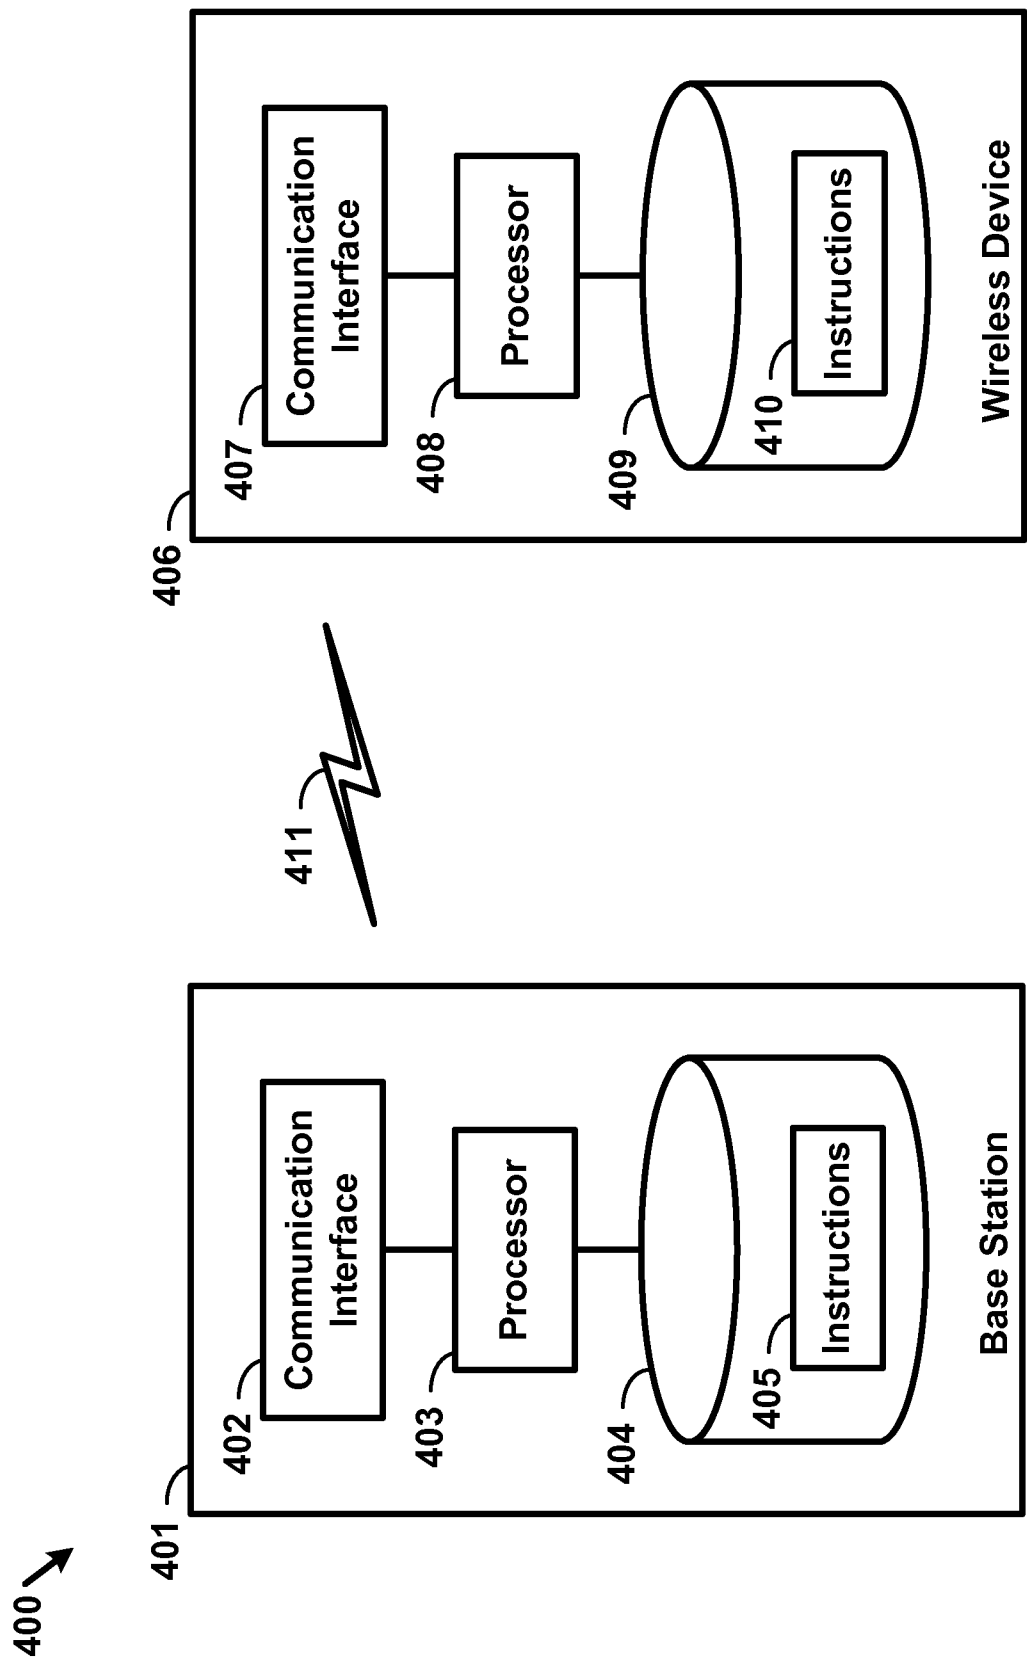 400
401
402
Communication
Interface
403
Processor
404
405
Instructions
Base Station
411
406
407
Communication
Interface
408
Processor
409
410
Instructions
Wireless Device